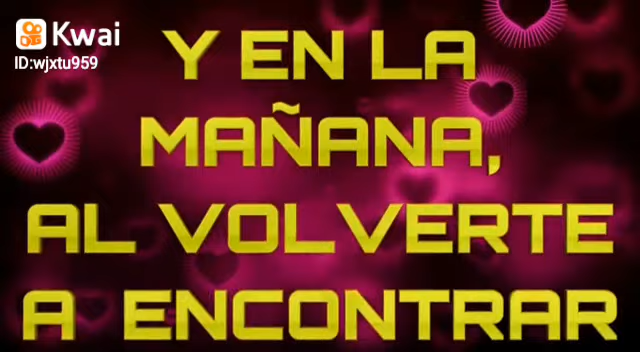 Kwai
ID:wjxtu959
Y EN LA
MAÑANA,
AL VOLVERTE
A ENCONTRAR